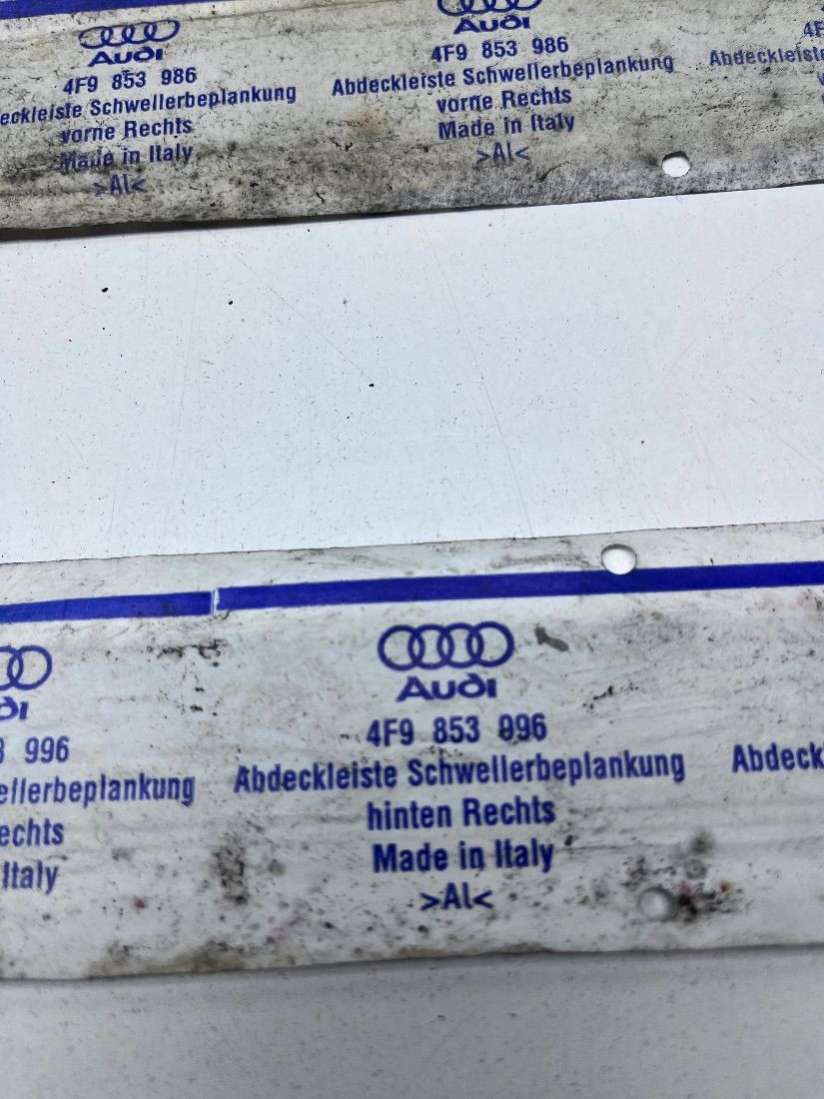 Audi
4F9 853 986
eckleiste Schwellerbeplankung
vorne Rechts
Made in Italy
>Al<
Audi
4F9 853 986
Abdeckleiste Schwellerbeplankung
vorne Rechts
Made in Italy
>Al<
4F
Abdeckleiste
di
3 996
ellerbeplankung
echts
Italy
Audi
4F9 853 996
Abdeckleiste Schwellerbeplankung
hinten Rechts
Made in Italy
>Al<
Abdeck